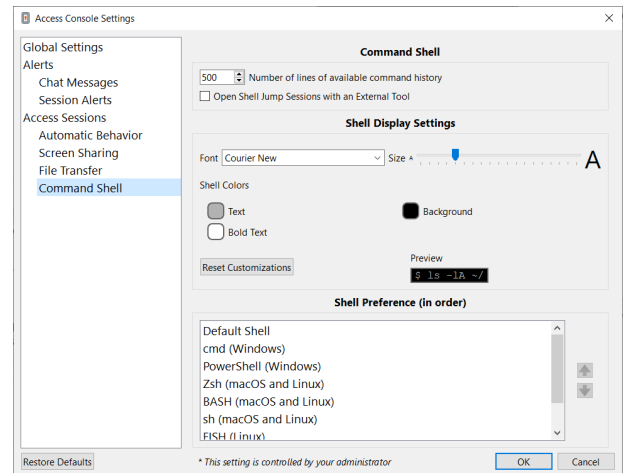 Access Console Settings
Global Settings
Alerts
Chat Messages
Session Alerts
Access Sessions
Automatic Behavior
Screen Sharing
File Transfer
Command Shell
Command Shell
500 Number of lines of available command history
Open Shell Jump Sessions with an External Tool
Shell Display Settings
Font Courier New Size A A
Shell Colors
Text Background
Bold Text
Reset Customizations
Preview
$ ls -lA ~/
Shell Preference (in order)
Default Shell
cmd (Windows)
PowerShell (Windows)
Zsh (macOS and Linux)
BASH (macOS and Linux)
sh (macOS and Linux)
FISH (Linux)
Restore Defaults * This setting is controlled by your administrator OK Cancel